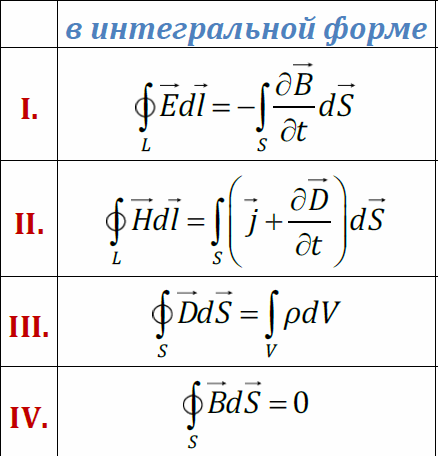 в интегральной форме
I. ∮_L E⃗dl⃗ = −∫_S ∂B⃗/∂t dS⃗
II. ∮_L H⃗dl⃗ = ∫_S (j⃗ + ∂D⃗/∂t) dS⃗
III. ∮_S D⃗dS⃗ = ∫_V ρdV
IV. ∮_S B⃗dS⃗ = 0